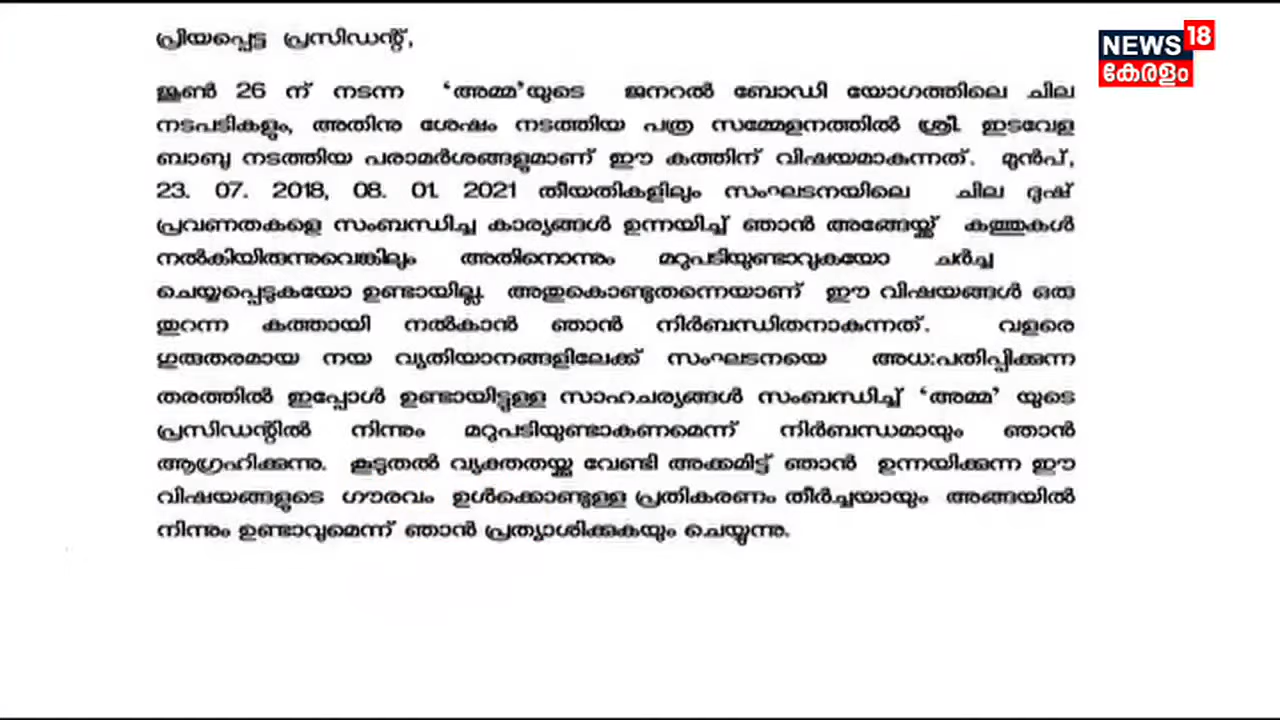 പ്രിയപ്പെട്ട പ്രസിഡന്റ്,
NEWS 18
കേരളം
ജൂൺ 26 ന് നടന്ന ‘അമ്മ’യുടെ ജനറൽ ബോഡി യോഗത്തിലെ ചില
നടപടികളും, അതിനു ശേഷം നടത്തിയ പത്ര സമ്മേളനത്തിൽ ശ്രീ. ഇടവേള
ബാബു നടത്തിയ പരാമർശങ്ങളുമാണ് ഈ കത്തിന് വിഷയമാകുന്നത്. മുൻപ്,
23. 07. 2018, 08. 01. 2021 തീയതികളിലും സംഘടനയിലെ ചില ദുഷ്
പ്രവണതകളെ സംബന്ധിച്ച കാര്യങ്ങൾ ഉന്നയിച്ച് ഞാൻ അങ്ങേയ്ക്ക് കത്തുകൾ
നൽകിയിരുന്നുവെങ്കിലും അതിനൊന്നും മറുപടിയുണ്ടാവുകയോ ചർച്ച
ചെയ്യപ്പെടുകയോ ഉണ്ടായില്ല. അതുകൊണ്ടുതന്നെയാണ് ഈ വിഷയങ്ങൾ ഒരു
തുറന്ന കത്തായി നൽകാൻ ഞാൻ നിർബന്ധിതനാകുന്നത്. വളരെ
ഗുരുതരമായ നയ വ്യതിയാനങ്ങളിലേക്ക് സംഘടനയെ അധ:പതിപ്പിക്കുന്ന
തരത്തിൽ ഇപ്പോൾ ഉണ്ടായിട്ടുള്ള സാഹചര്യങ്ങൾ സംബന്ധിച്ച് ‘അമ്മ’ യുടെ
പ്രസിഡന്റിൽ നിന്നും മറുപടിയുണ്ടാകണമെന്ന് നിർബന്ധമായും ഞാൻ
ആഗ്രഹിക്കുന്നു. കൂടുതൽ വ്യക്തതയ്ക്കു വേണ്ടി അക്കമിട്ട് ഞാൻ ഉന്നയിക്കുന്ന ഈ
വിഷയങ്ങളുടെ ഗൗരവം ഉൾക്കൊണ്ടുള്ള പ്രതികരണം തീർച്ചയായും അങ്ങയിൽ
നിന്നും ഉണ്ടാവുമെന്ന് ഞാൻ പ്രത്യാശിക്കുകയും ചെയ്യുന്നു.